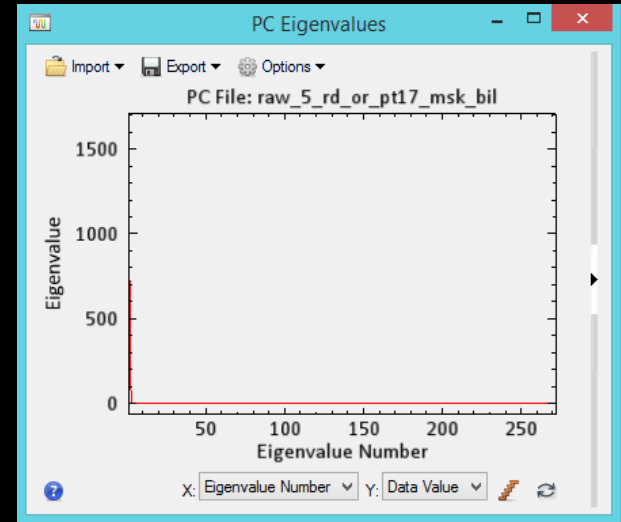 PC Eigenvalues
Import Export Options
PC File: raw_5_rd_or_pt17_msk_bil
1500
1000
500
0
Eigenvalue
50 100 150 200 250
Eigenvalue Number
X: Eigenvalue Number Y: Data Value